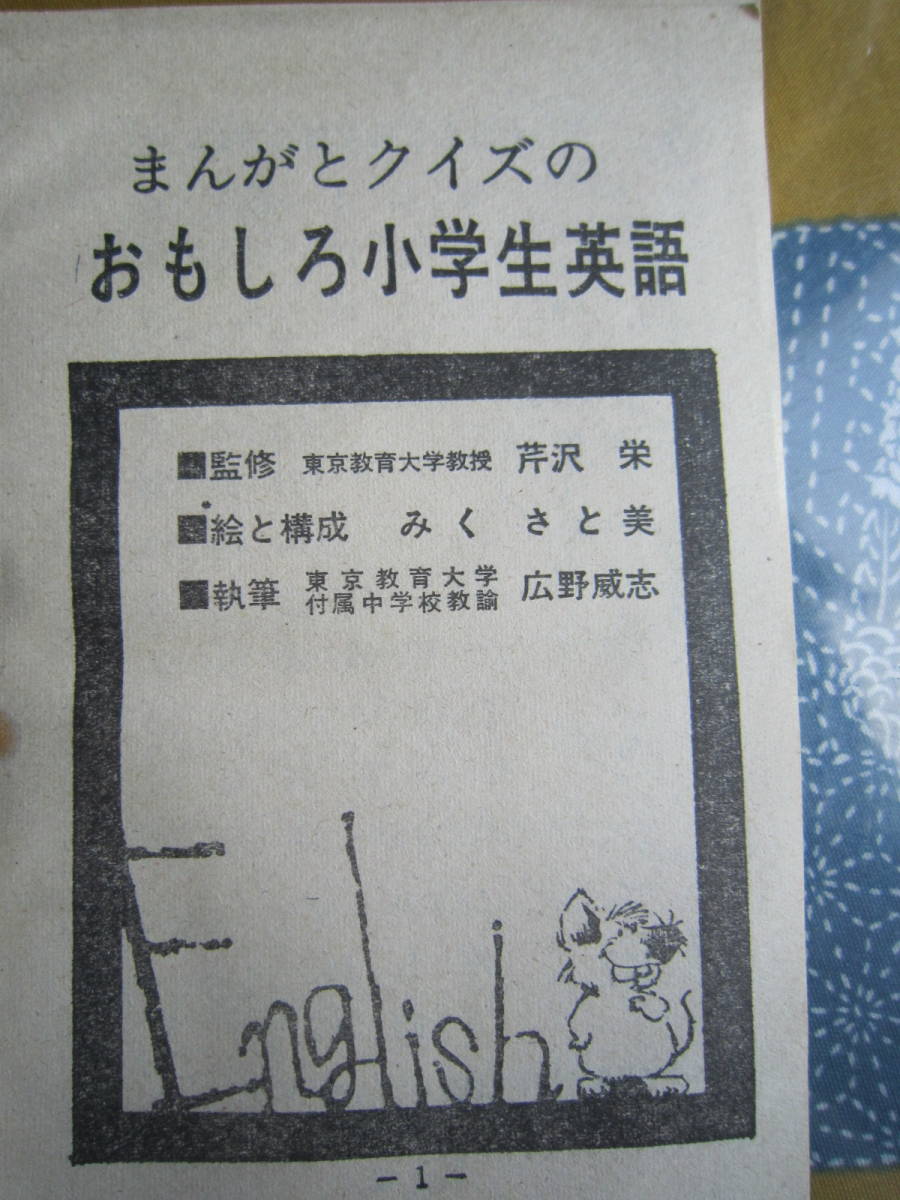 まんがとクイズの
おもしろ小学生英語
■監修 東京教育大学教授 芹沢 栄
■絵と構成 みく さと美
■執筆 東京教育大学
付属中学校教諭 広野威志
English
-1-